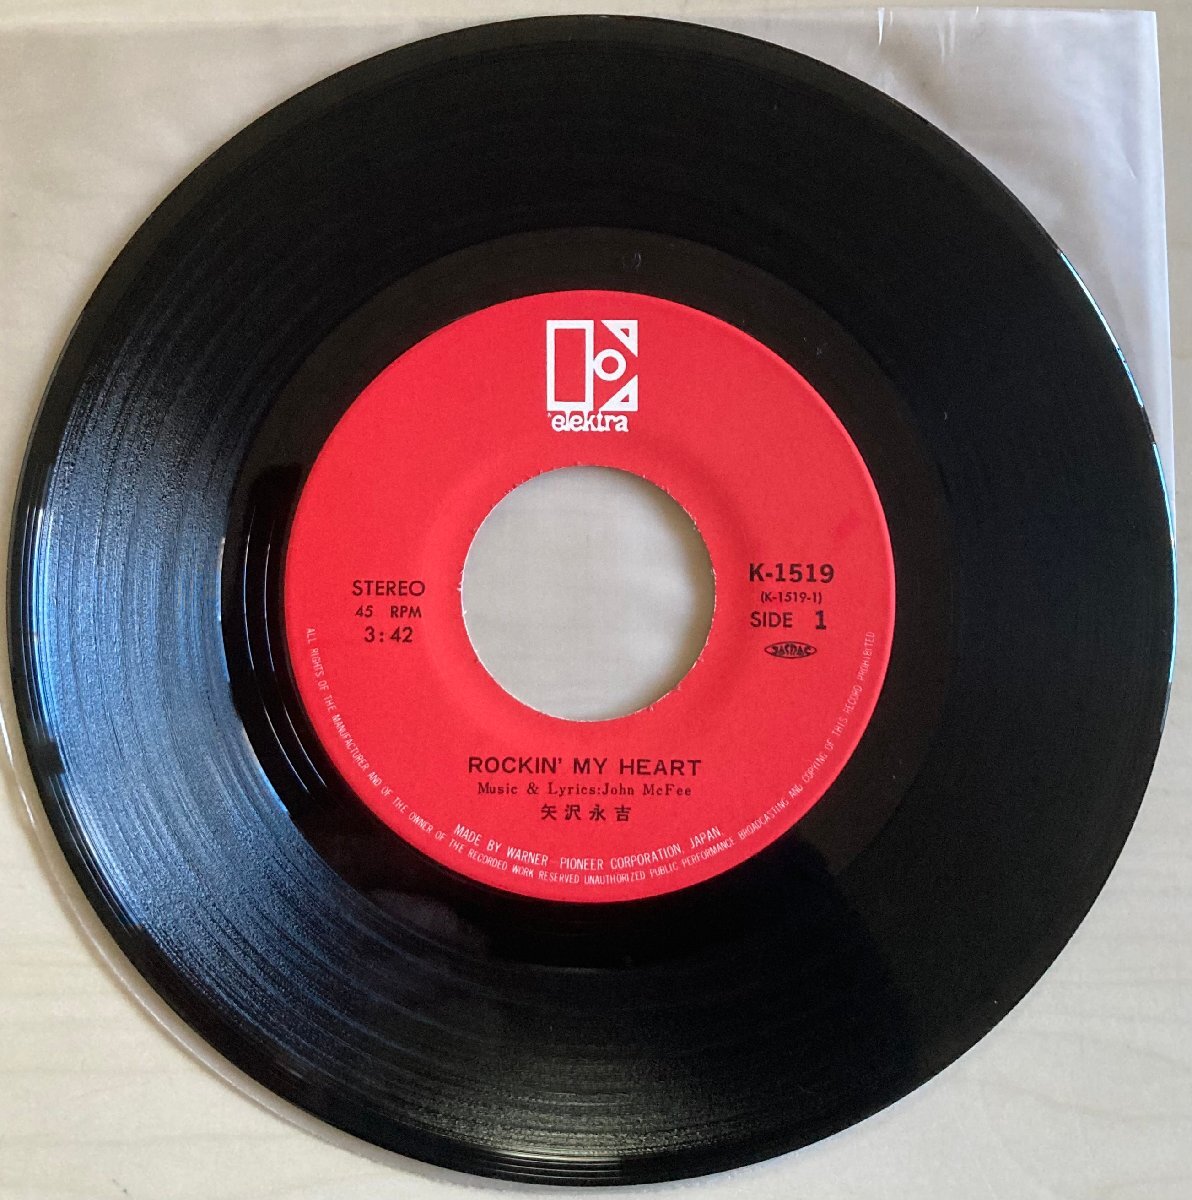 elektra
STEREO
45 RPM
3:42
K-1519
(K-1519-1)
SIDE 1
JASRAC
ROCKIN' MY HEART
Music & Lyrics:John McFee
矢沢永吉
MADE BY WARNER-PIONEER CORPORATION, JAPAN.
ALL RIGHTS OF THE MANUFACTURER AND OF THE OWNER OF THE RECORDED WORK RESERVED UNAUTHORIZED PUBLIC PERFORMANCE BROADCASTING AND COPYING OF THIS RECORD PROHIBITED